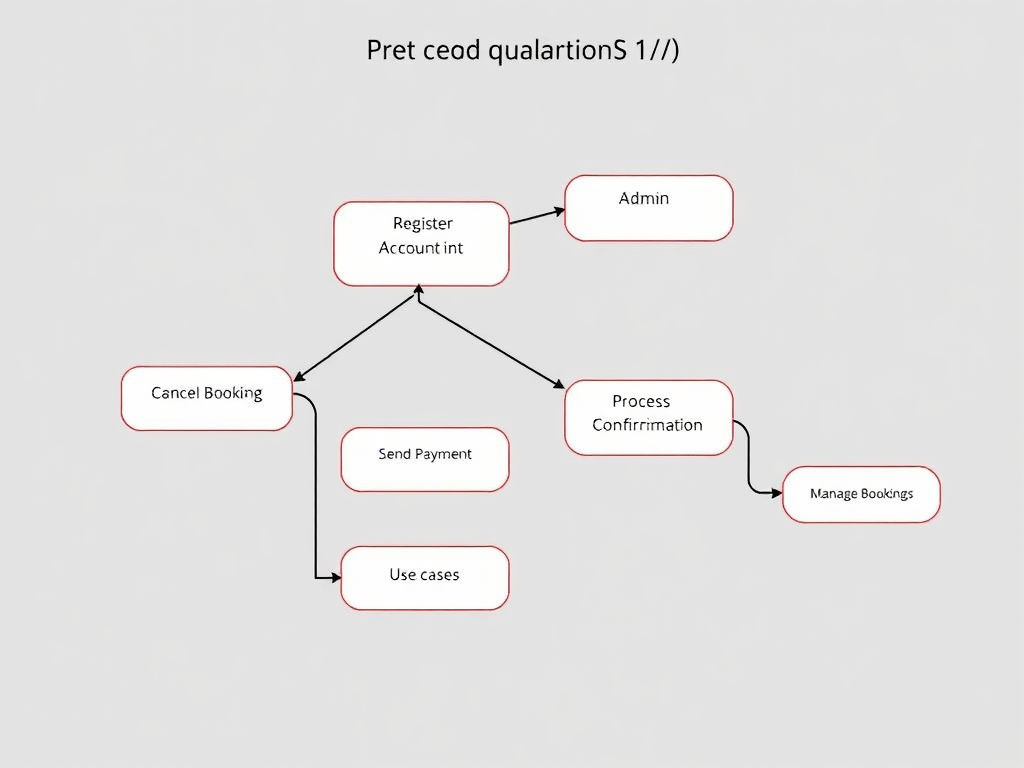 Pret ceod qualartionS 1//)
Admin
Register
Account int
Cancel Booking
Process
Confirrimation
Send Payment
Manage Bookings
Use cases